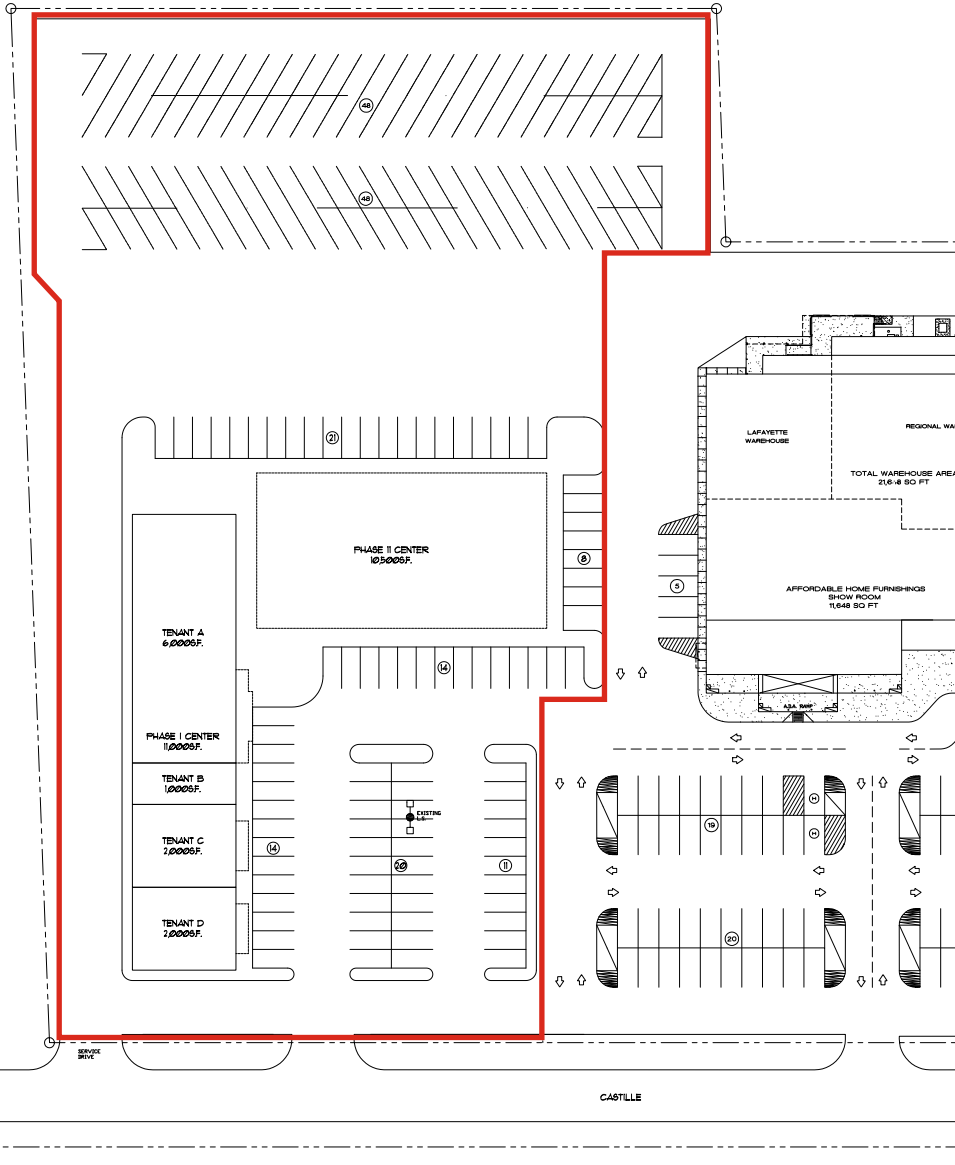 48
48
21
LAFAYETTE
WAREHOUSE
REGIONAL WA
TOTAL WAREHOUSE AREA
SQ FT
PHASE II CENTER
10,500S.F.
8
5
AFFORDABLE HOME FURNISHINGS
SHOW ROOM
11,648 SQ FT
TENANT A
6,000S.F.
14
A.D.A. RAMP
PHASE I CENTER
11,000S.F.
TENANT B
1,000S.F.
H
EXISTING
L.S.
19
H
TENANT C
2,000S.F.
14
20
11
TENANT D
2,000S.F.
20
SERVICE
DRIVE
CASTILLE